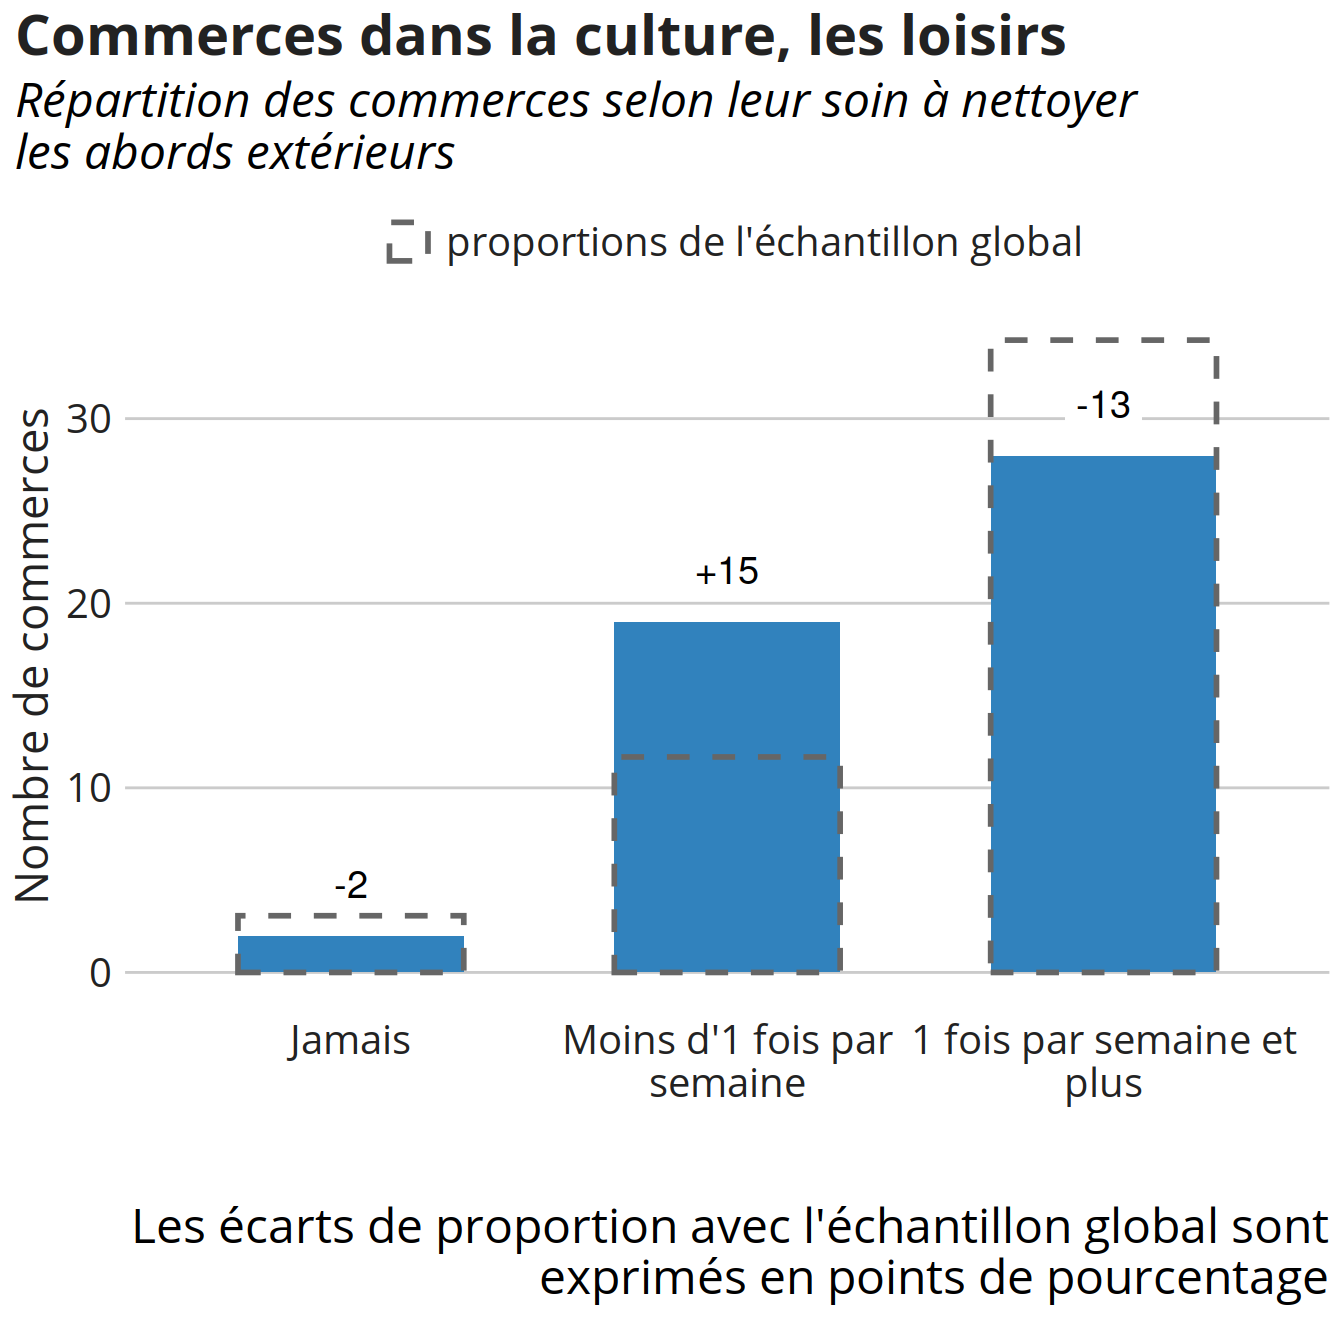 Commerces dans la culture, les loisirs
Répartition des commerces selon leur soin à nettoyer
les abords extérieurs
proportions de l'échantillon global
Nombre de commerces
30
20
10
0
-2
+15
-13
Jamais
Moins d'1 fois par
semaine
1 fois par semaine et
plus
Les écarts de proportion avec l'échantillon global sont
exprimés en points de pourcentage